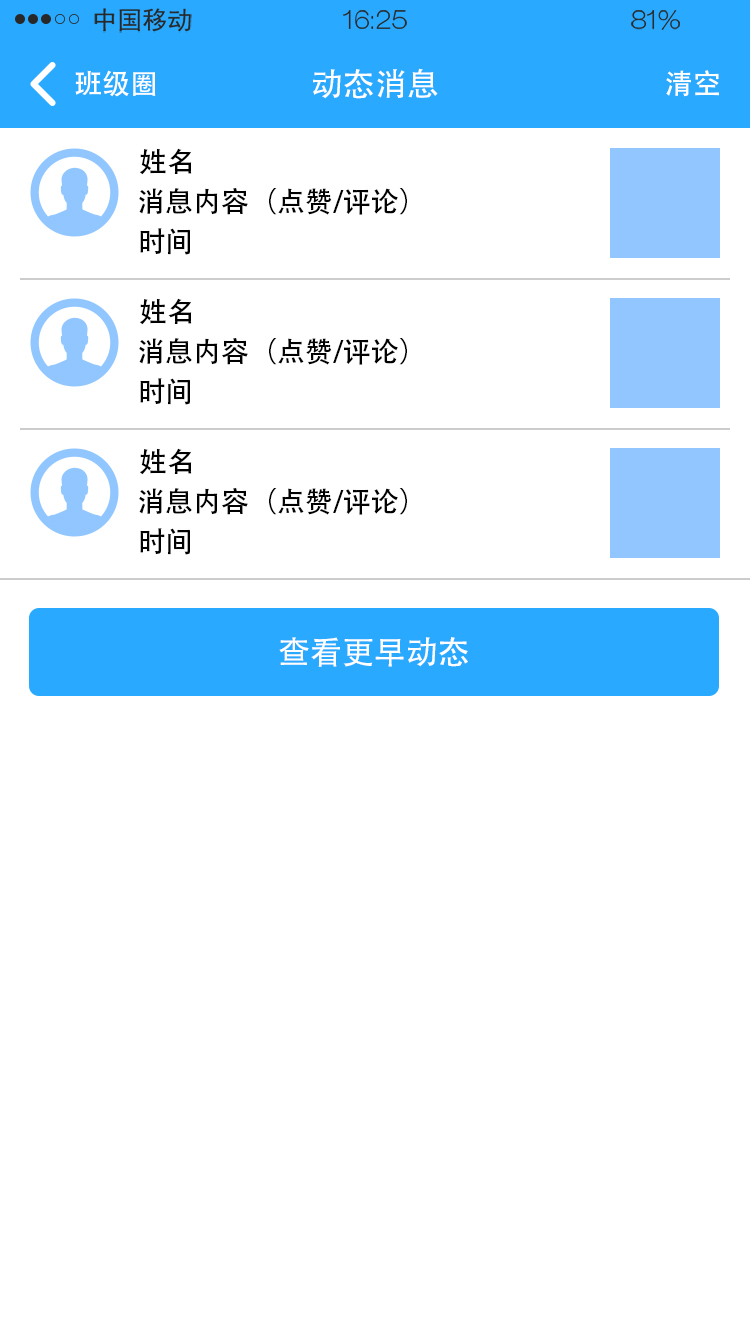 中国移动 16:25 81%
班级圈 动态消息 清空
姓名
消息内容（点赞/评论）
时间
姓名
消息内容（点赞/评论）
时间
姓名
消息内容（点赞/评论）
时间
查看更早动态